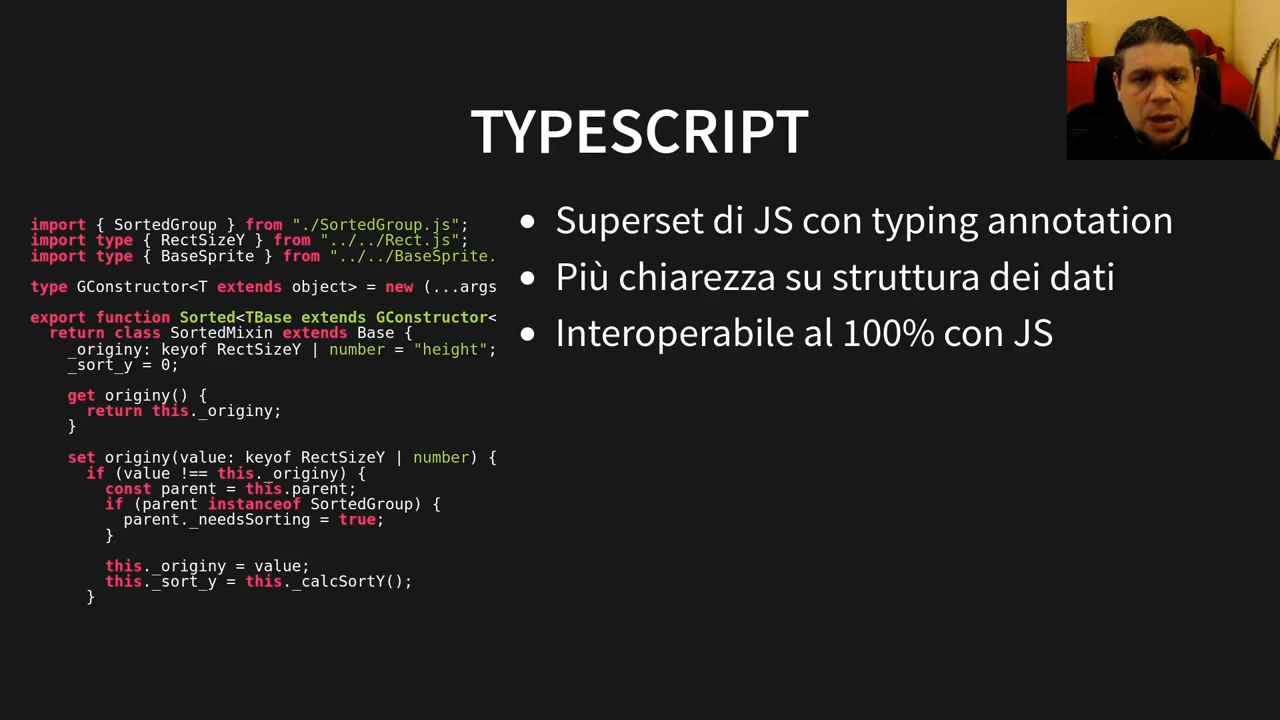 TYPESCRIPT
import { SortedGroup } from "./SortedGroup.js";
import type { RectSizeY } from "../../Rect.js";
import type { BaseSprite } from "../../BaseSprite.
type GConstructor<T extends object> = new (...args
export function Sorted<TBase extends GConstructor<
return class SortedMixin extends Base {
_originy: keyof RectSizeY | number = "height";
_sort_y = 0;
get originy() {
return this._originy;
}
set originy(value: keyof RectSizeY | number) {
if (value !== this._originy) {
const parent = this.parent;
if (parent instanceof SortedGroup) {
parent._needsSorting = true;
}
this._originy = value;
this._sort_y = this._calcSortY();
}
• Superset di JS con typing annotation
• Più chiarezza su struttura dei dati
• Interoperabile al 100% con JS